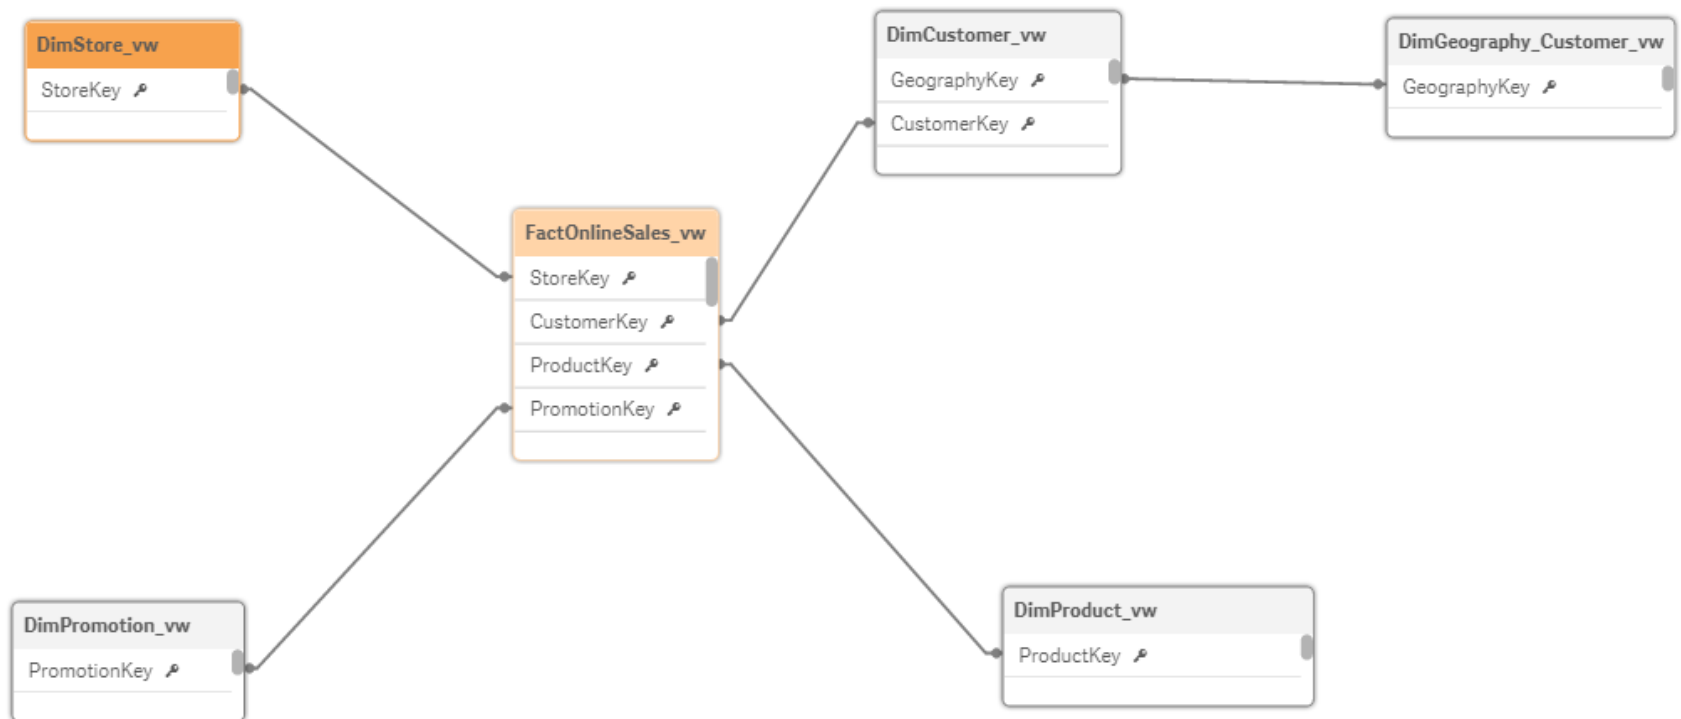 DimStore_vw
StoreKey
DimCustomer_vw
GeographyKey
CustomerKey
DimGeography_Customer_vw
GeographyKey
FactOnlineSales_vw
StoreKey
CustomerKey
ProductKey
PromotionKey
DimPromotion_vw
PromotionKey
DimProduct_vw
ProductKey